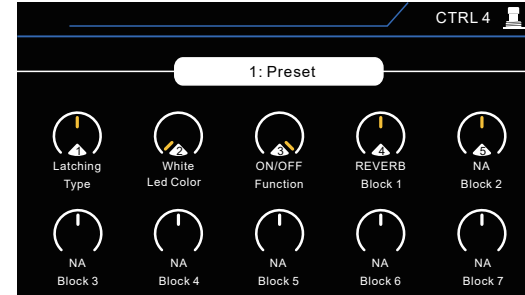 CTRL 4
1: Preset
1 2 3 4 5
Latching White ON/OFF REVERB NA
Type Led Color Function Block 1 Block 2
NA NA NA NA NA
Block 3 Block 4 Block 5 Block 6 Block 7